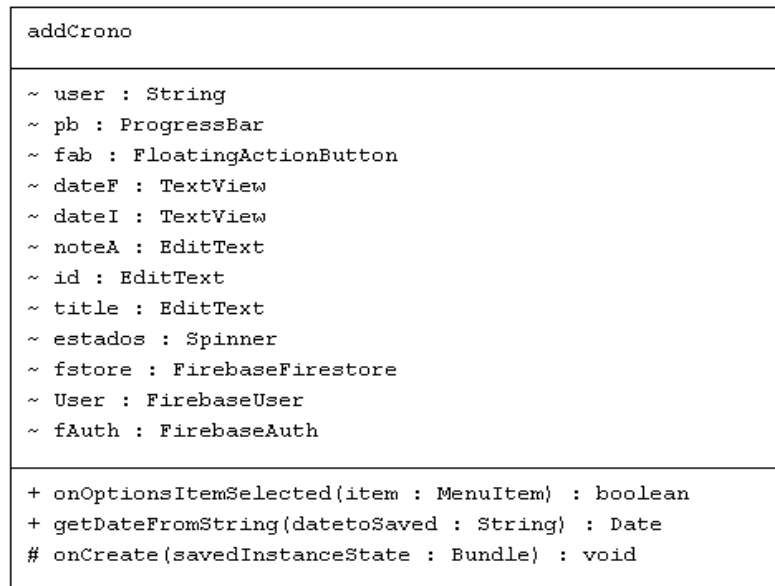 addCrono
~ user : String
~ pb : ProgressBar
~ fab : FloatingActionButton
~ dateF : TextView
~ dateI : TextView
~ noteA : EditText
~ id : EditText
~ title : EditText
~ estados : Spinner
~ fstore : FirebaseFirestore
~ User : FirebaseUser
~ fAuth : FirebaseAuth
+ onOptionsItemSelected(item : MenuItem) : boolean
+ getDateFromString(datetoSaved : String) : Date
# onCreate(savedInstanceState : Bundle) : void